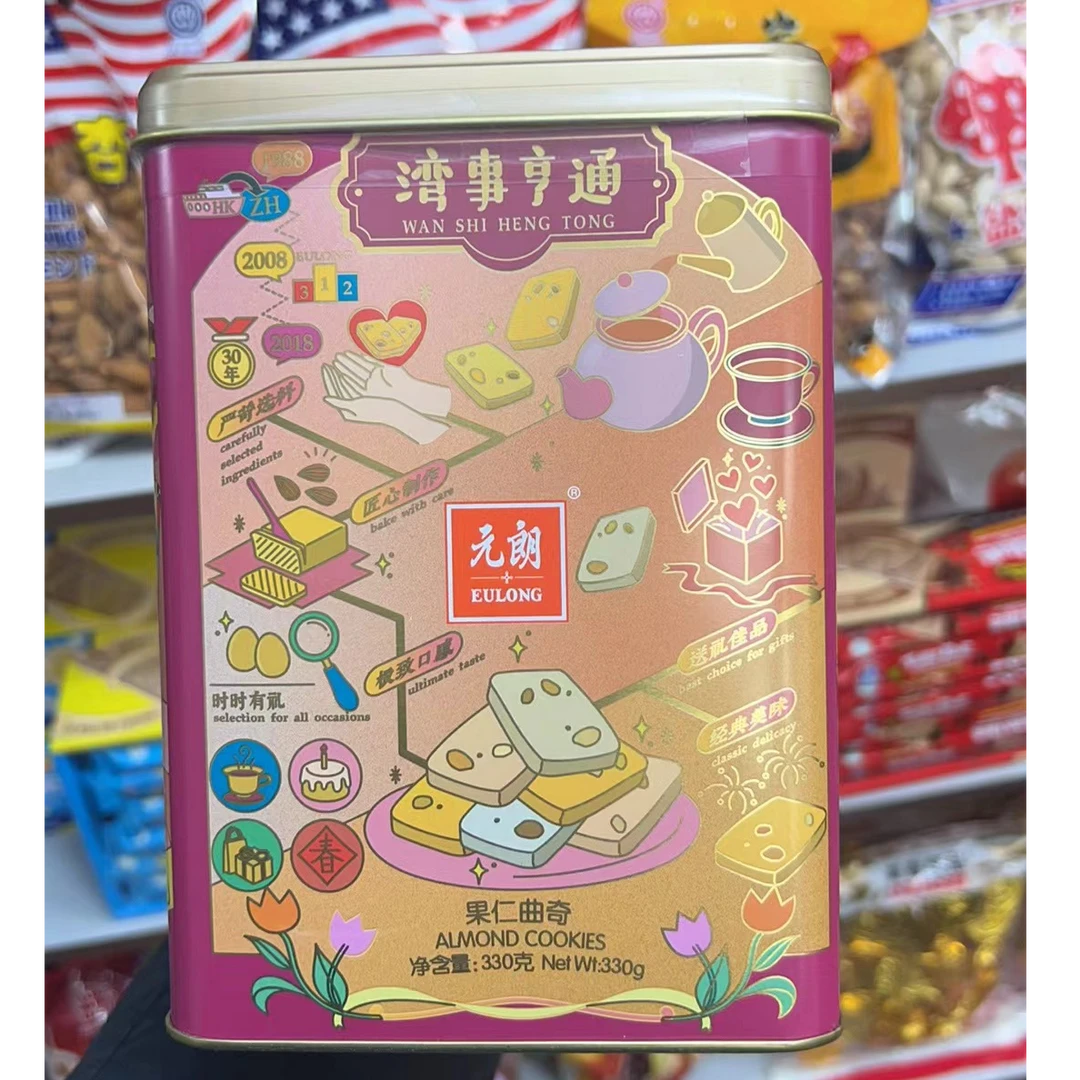 1988
HK
ZH
湾事亨通
WAN SHI HENG TONG
2008
EULONG
3 1 2
2018
30
年
严苛选料
carefully
selected
ingredients
匠心制作
bake with care
®
元朗
EULONG
极致口感
ultimate taste
时时有礼
selection for all occasions
春
送礼佳品
best choice for gifts
经典美味
classic delicacy
果仁曲奇
ALMOND COOKIES
净含量:330克 Net Wt:330g